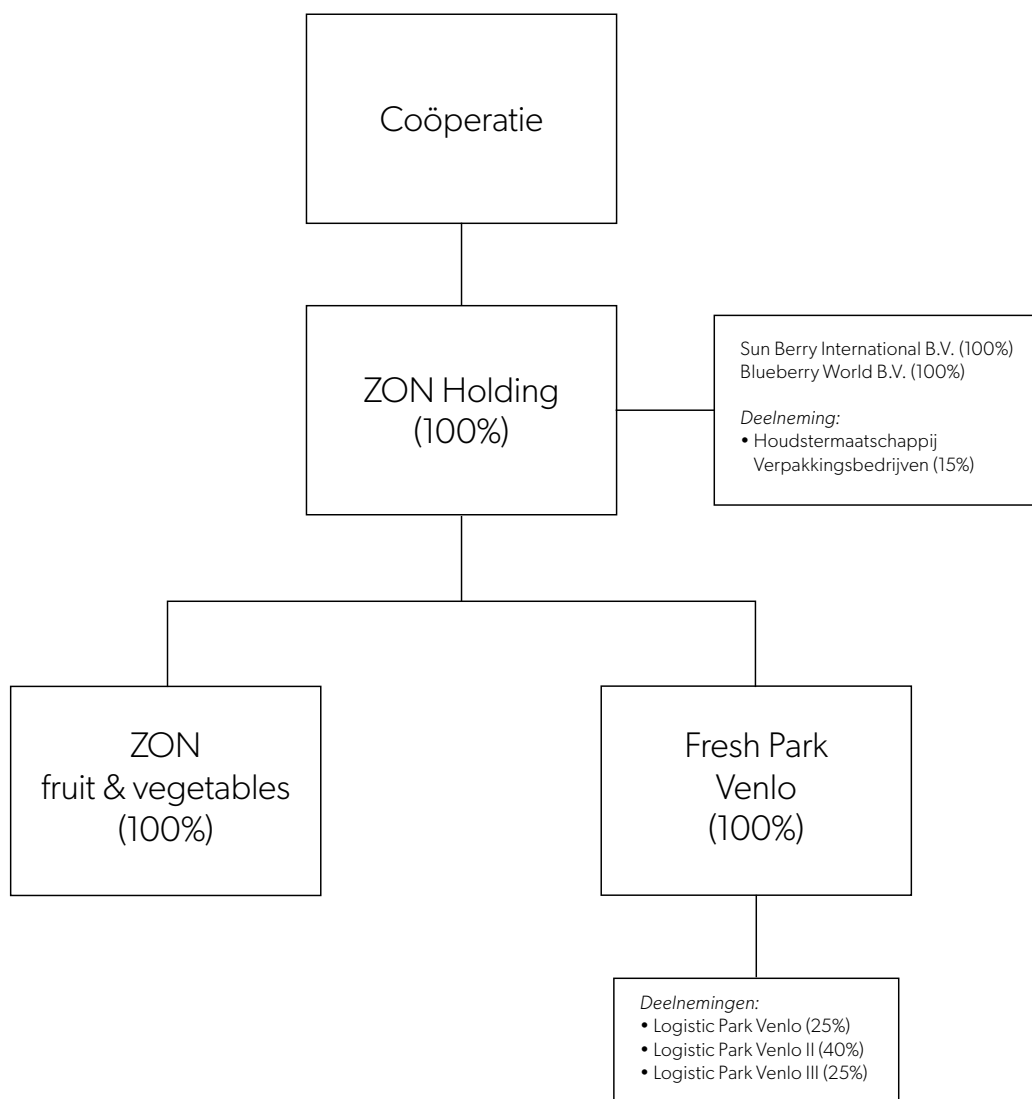 Coöperatie
ZON Holding
(100%)
Sun Berry International B.V. (100%)
Blueberry World B.V. (100%)
Deelneming:
• Houdstermaatschappij
Verpakkingsbedrijven (15%)
ZON
fruit & vegetables
(100%)
Fresh Park
Venlo
(100%)
Deelnemingen:
• Logistic Park Venlo (25%)
• Logistic Park Venlo II (40%)
• Logistic Park Venlo III (25%)